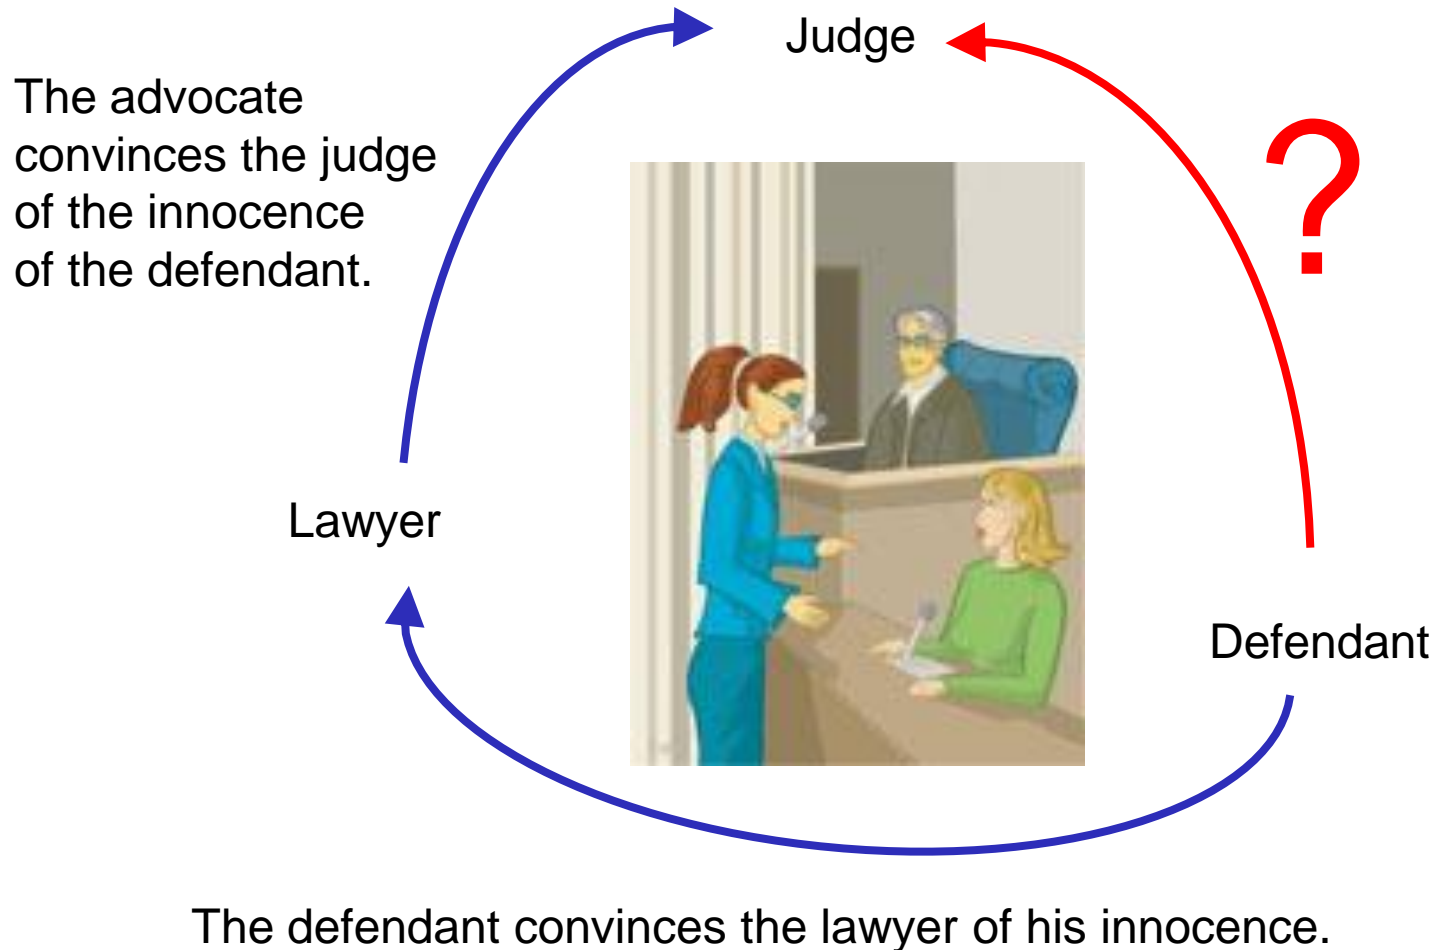 Judge
The advocate
convinces the judge
of the innocence
of the defendant.
?
Lawyer
Defendant
The defendant convinces the lawyer of his innocence.